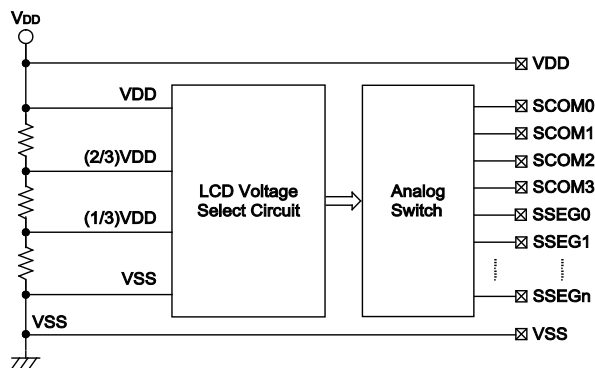 VDD
VDD
VDD
SCOM0
SCOM1
(2/3)VDD
SCOM2
LCD Voltage
Select Circuit
Analog
Switch
SCOM3
(1/3)VDD
SSEG0
SSEG1
VSS
SSEGn
VSS
VSS